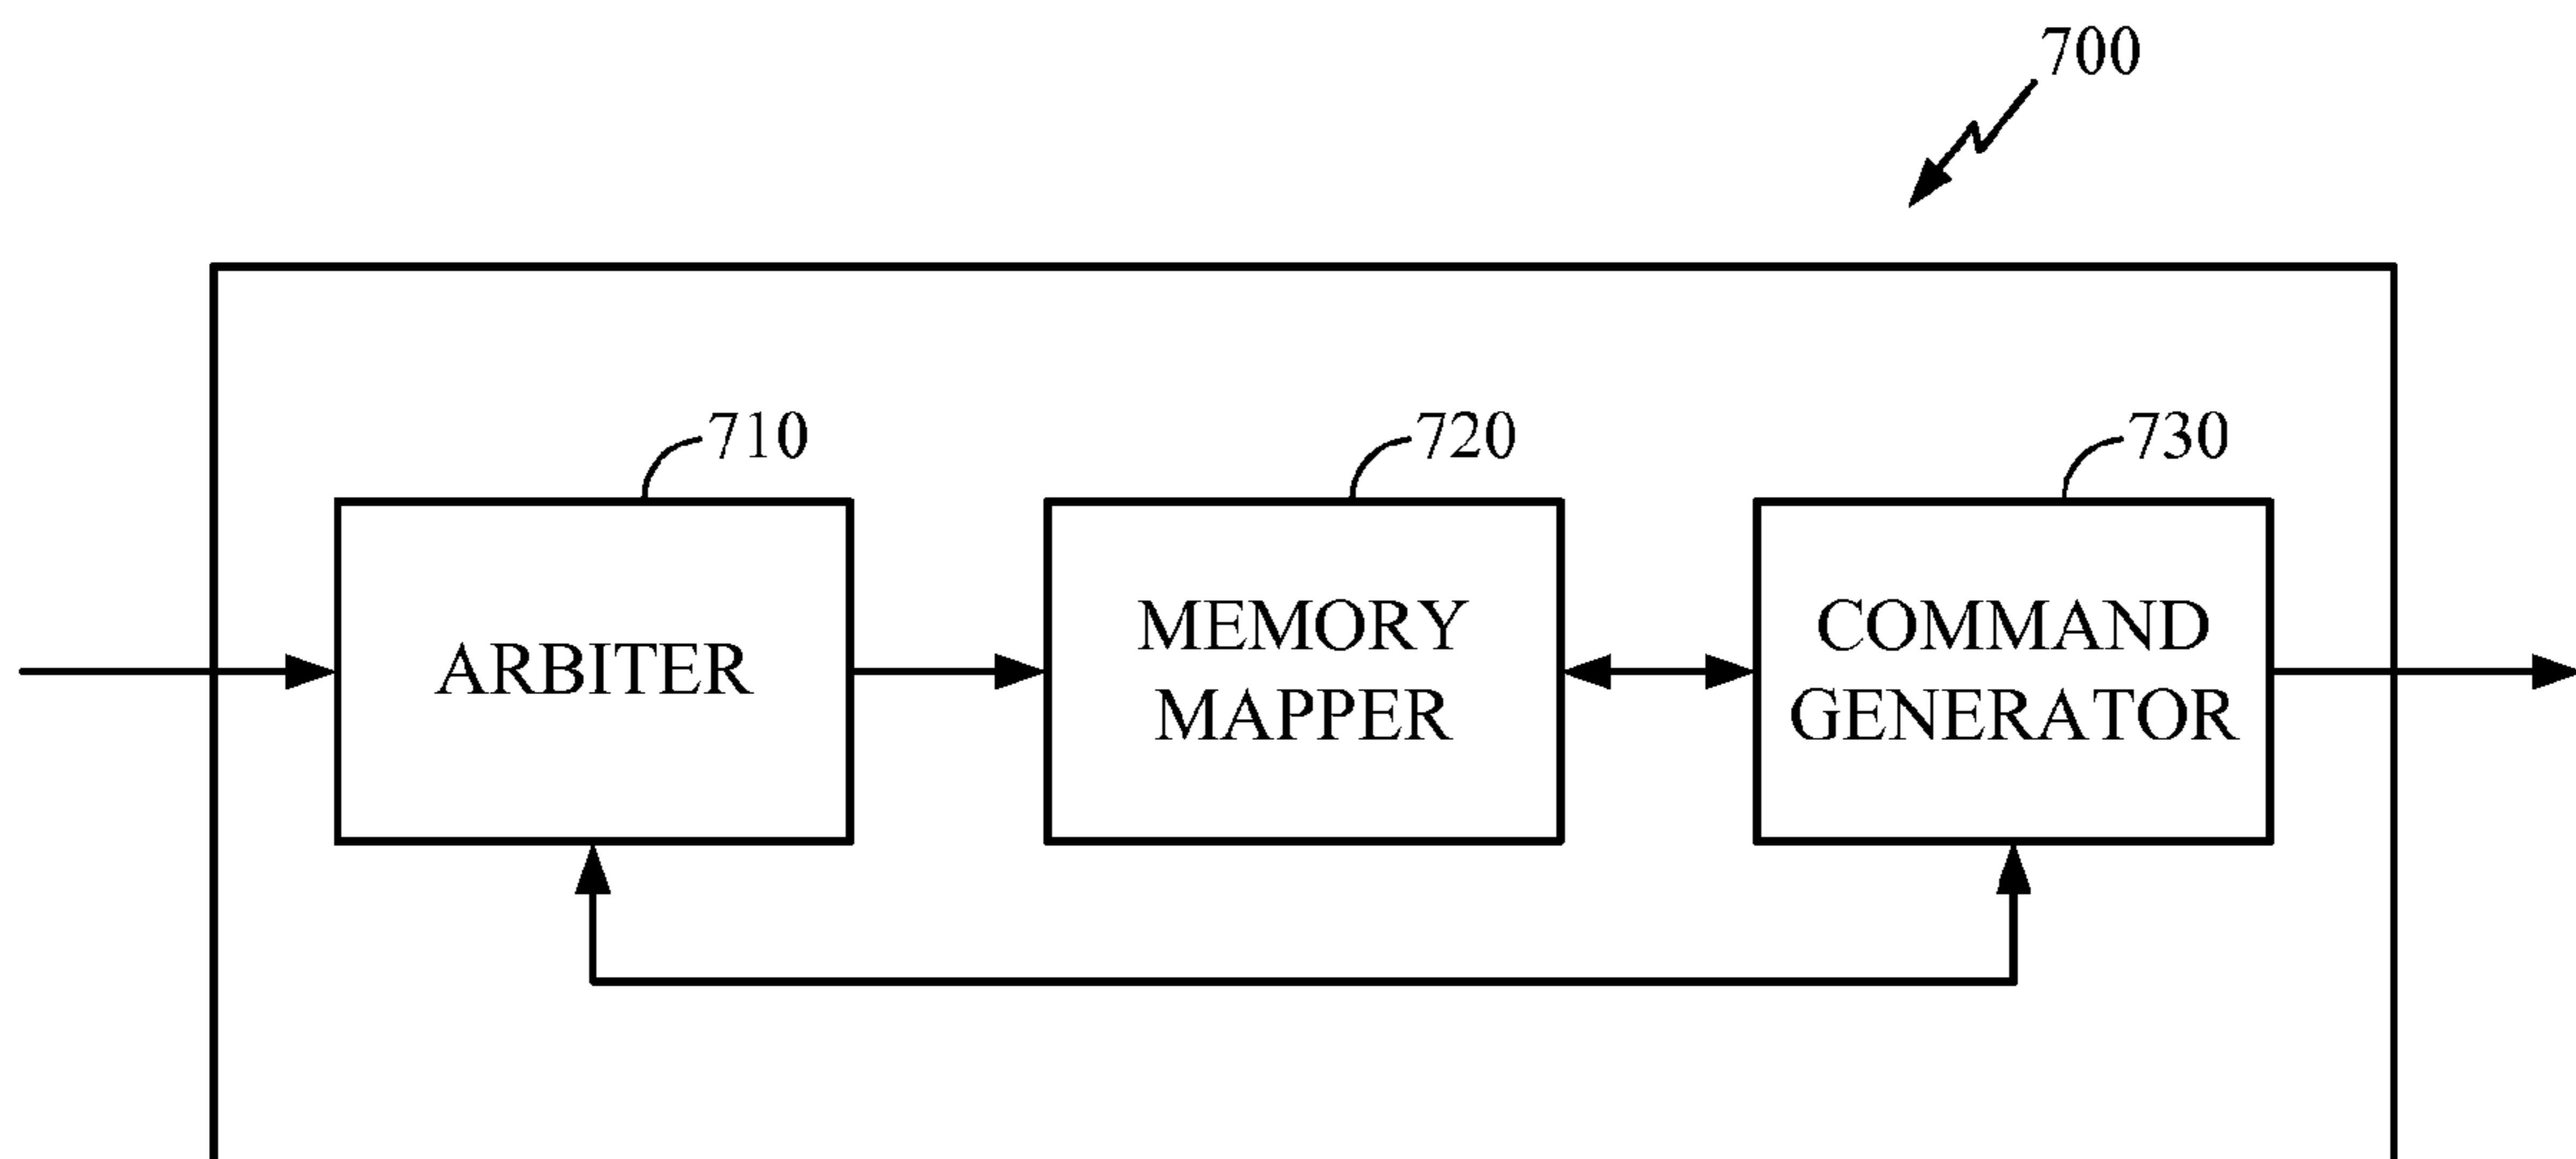 700
710
720
730
ARBITER
MEMORY
MAPPER
COMMAND
GENERATOR